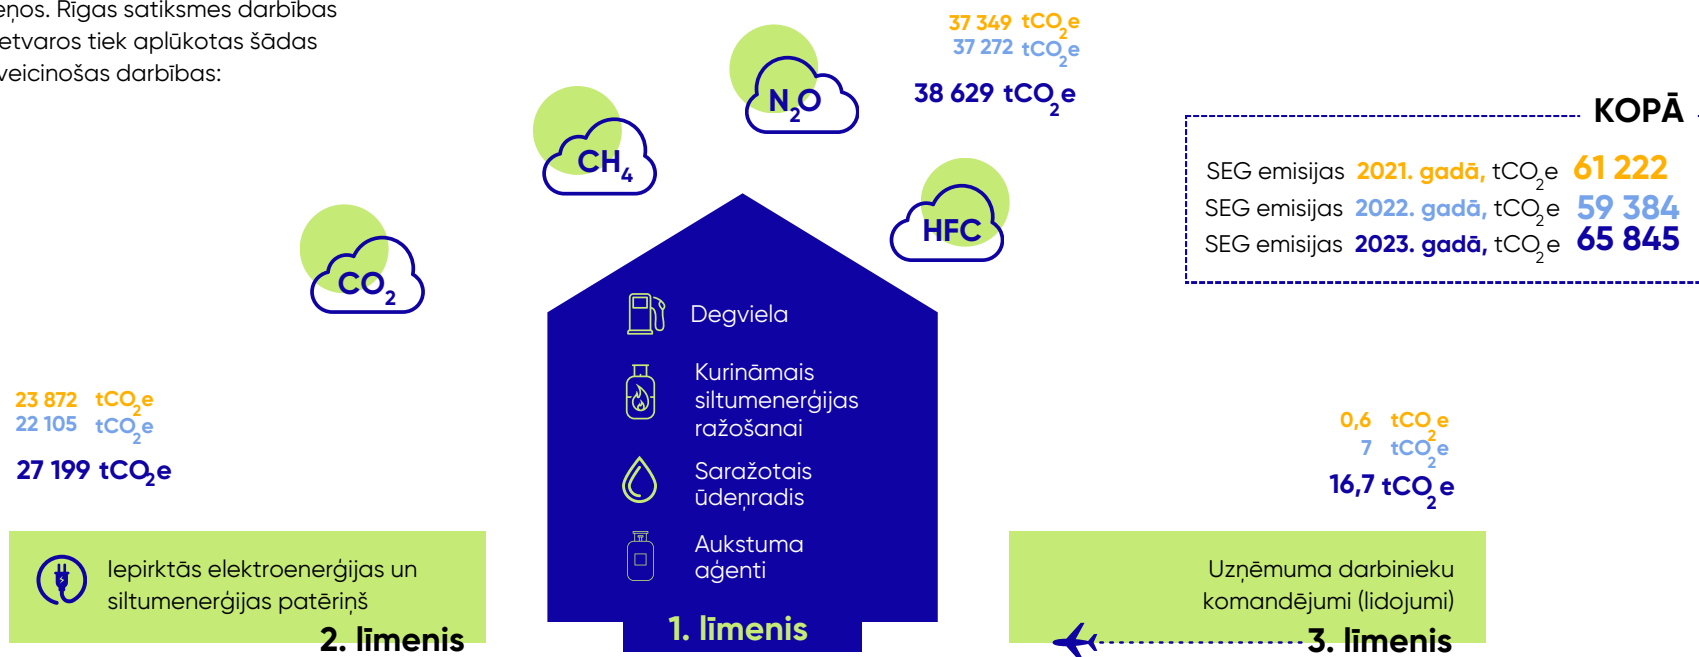 eņos. Rīgas satiksmes darbības
etvaros tiek aplūkotas šādas
veicinošas darbības:
37 349 tCO2e
37 272 tCO2e
38 629 tCO2e
N2O
CH4
HFC
CO2
KOPĀ
SEG emisijas 2021. gadā, tCO2e 61 222
SEG emisijas 2022. gadā, tCO2e 59 384
SEG emisijas 2023. gadā, tCO2e 65 845
23 872 tCO2e
22 105 tCO2e
27 199 tCO2e
Iepirktās elektroenerģijas un
siltumenerģijas patēriņš
2. līmenis
Degviela
Kurināmais
siltumenerģijas
ražošanai
Saražotais
ūdeņradis
Aukstuma
aģenti
1. līmenis
0,6 tCO2e
7 tCO2e
16,7 tCO2e
Uzņēmuma darbinieku
komandējumi (lidojumi)
3. līmenis